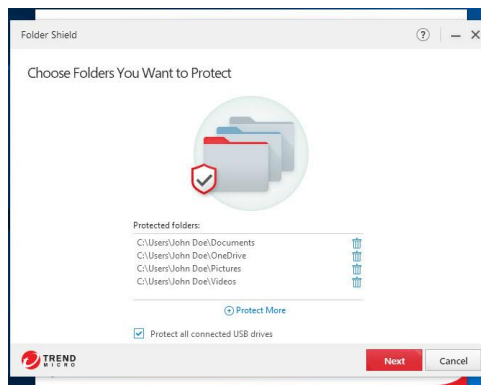 Folder Shield
?
Choose Folders You Want to Protect
Protected folders:
C:\Users\John Doe\Documents
C:\Users\John Doe\OneDrive
C:\Users\John Doe\Pictures
C:\Users\John Doe\Videos
Protect More
Protect all connected USB drives
TREND
MICRO
Next
Cancel